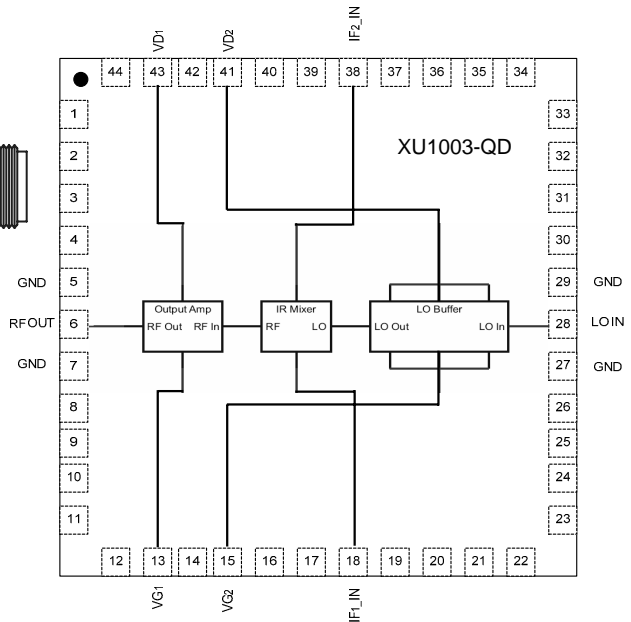 VD1
VD2
IF2_IN
44
43
42
41
40
39
38
37
36
35
34
1
33
XU1003-QD
2
32
3
31
4
30
GND
5
29
GND
Output Amp
IR Mixer
LO Buffer
RFOUT
6
RF Out
RF In
RF
LO
LO Out
LO In
28
LOIN
GND
7
27
GND
8
26
9
25
10
24
11
23
12
13
14
15
16
17
18
19
20
21
22
VG1
VG2
IF1_IN